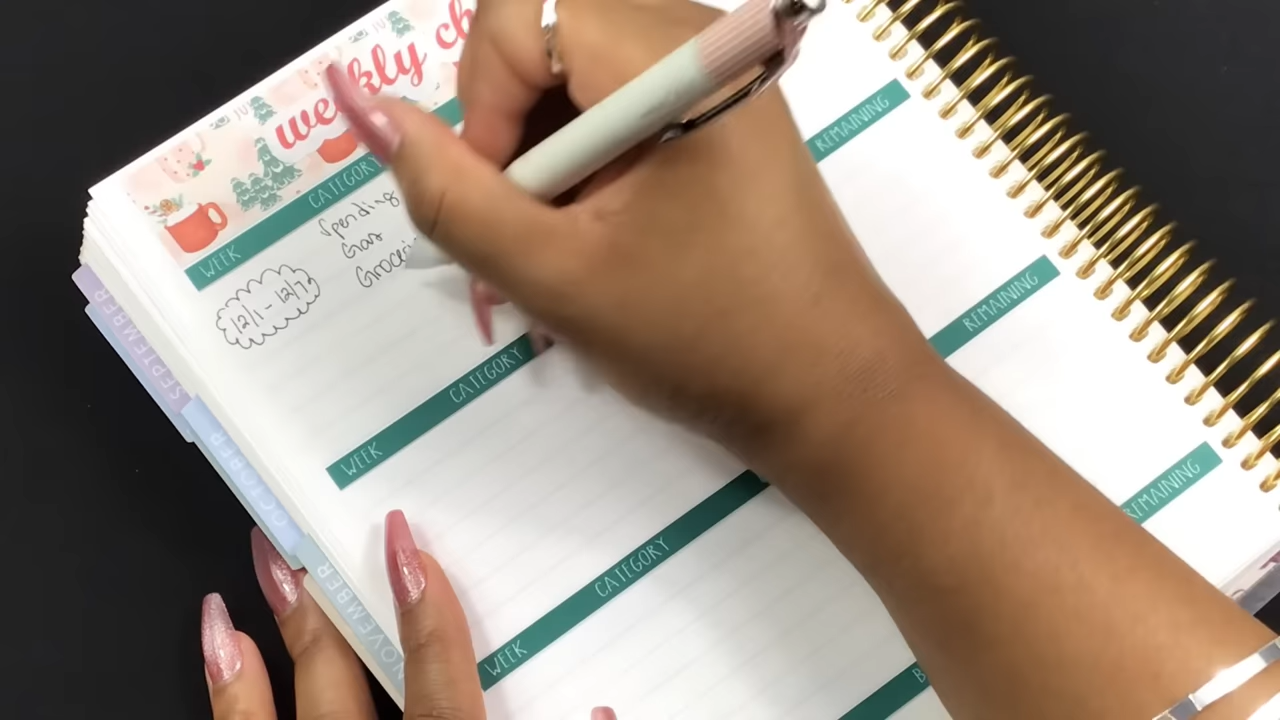 weekly ch
WEEK CATEGORY REMAINING
12/1 - 12/7
Spending
Gas
WEEK CATEGORY REMAINING
WEEK CATEGORY REMAINING
B
SEPTEMBER
OCTOBER
NOVEMBER